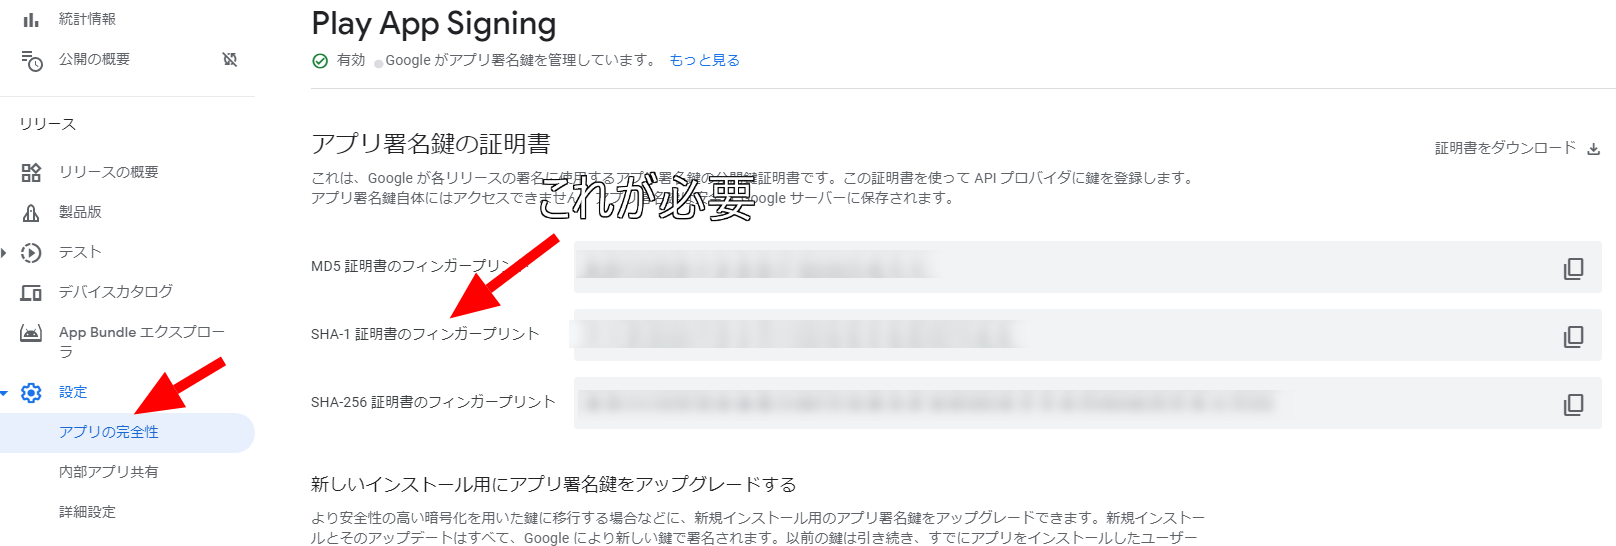 統計情報
公開の概要
リリース
リリースの概要
製品版
テスト
デバイスカタログ
App Bundle エクスプロー
ラ
設定
アプリの完全性
内部アプリ共有
詳細設定
Play App Signing
有効 Google がアプリ署名鍵を管理しています。 もっと見る
アプリ署名鍵の証明書
証明書をダウンロード
これは、Google が各リリースの署名に使用するアプリ署名鍵の公開鍵証明書です。この証明書を使って API プロバイダに鍵を登録します。
アプリ署名鍵自体にはアクセスできません Google サーバーに保存されます。
これが必要
MD5 証明書のフィンガープリント
SHA-1 証明書のフィンガープリント
SHA-256 証明書のフィンガープリント
新しいインストール用にアプリ署名鍵をアップグレードする
より安全性の高い暗号化を用いた鍵に移行する場合などに、新規インストール用のアプリ署名鍵をアップグレードできます。新規インストー
ルとそのアップデートはすべて、Google により新しい鍵で署名されます。以前の鍵は引き続き、すでにアプリをインストールしたユーザー